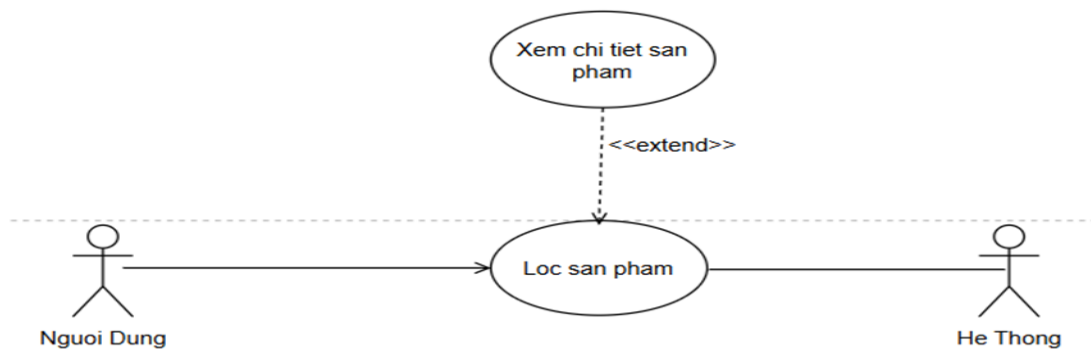 Xem chi tiet san
pham
<<extend>>
Loc san pham
Nguoi Dung
He Thong